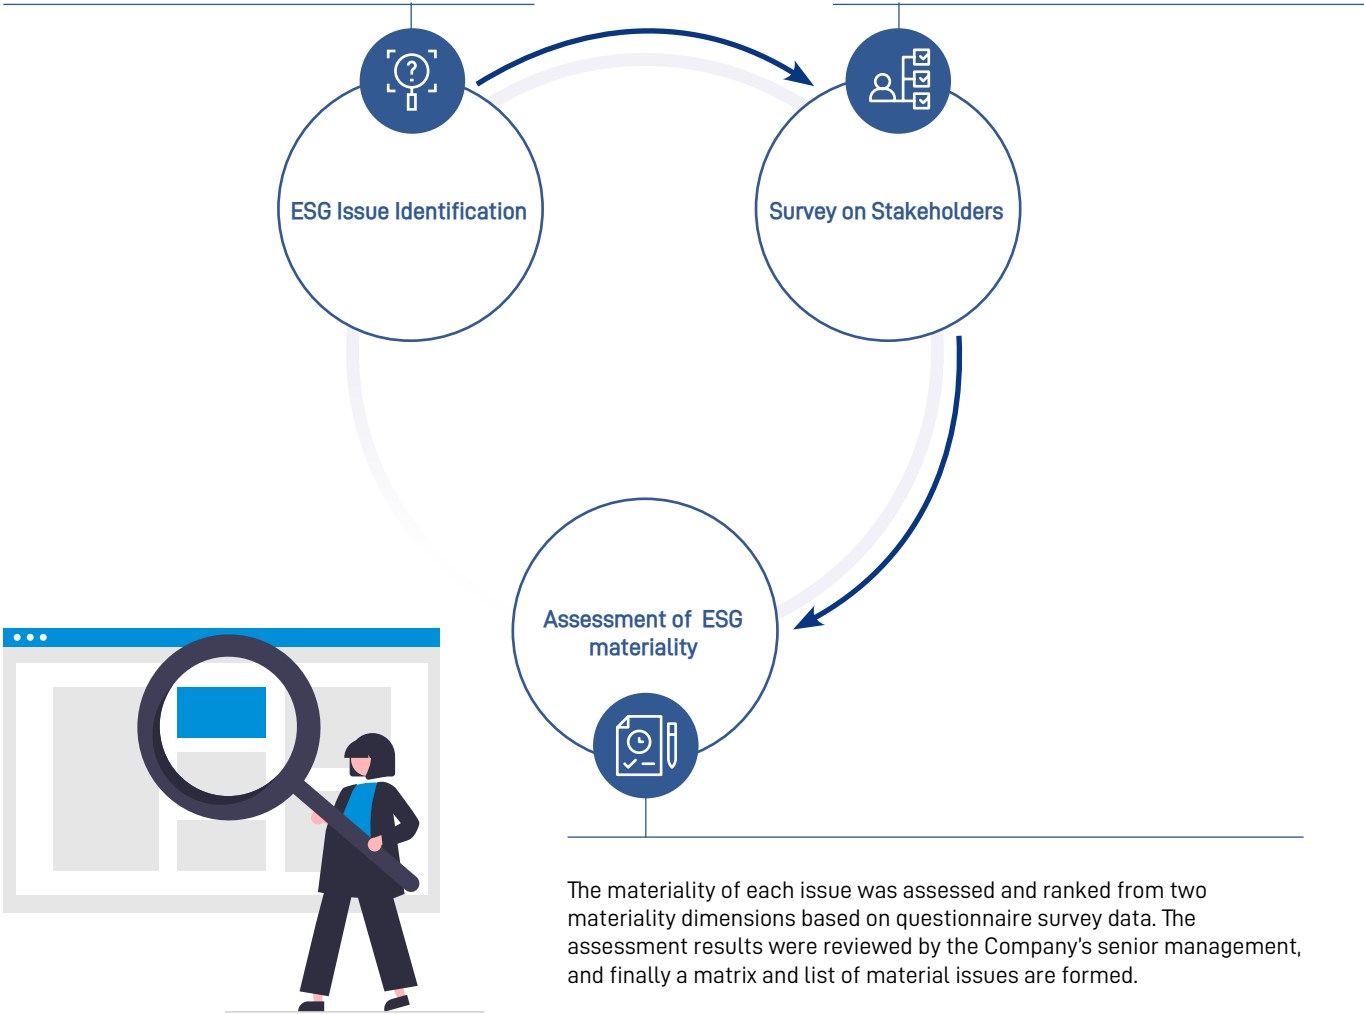 ESG Issue Identification
Survey on Stakeholders
Assessment of ESG
materiality
The materiality of each issue was assessed and ranked from two
materiality dimensions based on questionnaire survey data. The
assessment results were reviewed by the Company's senior management,
and finally a matrix and list of material issues are formed.